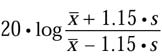 20 • log (x̅ + 1.15 • s) / (x̅ − 1.15 • s)